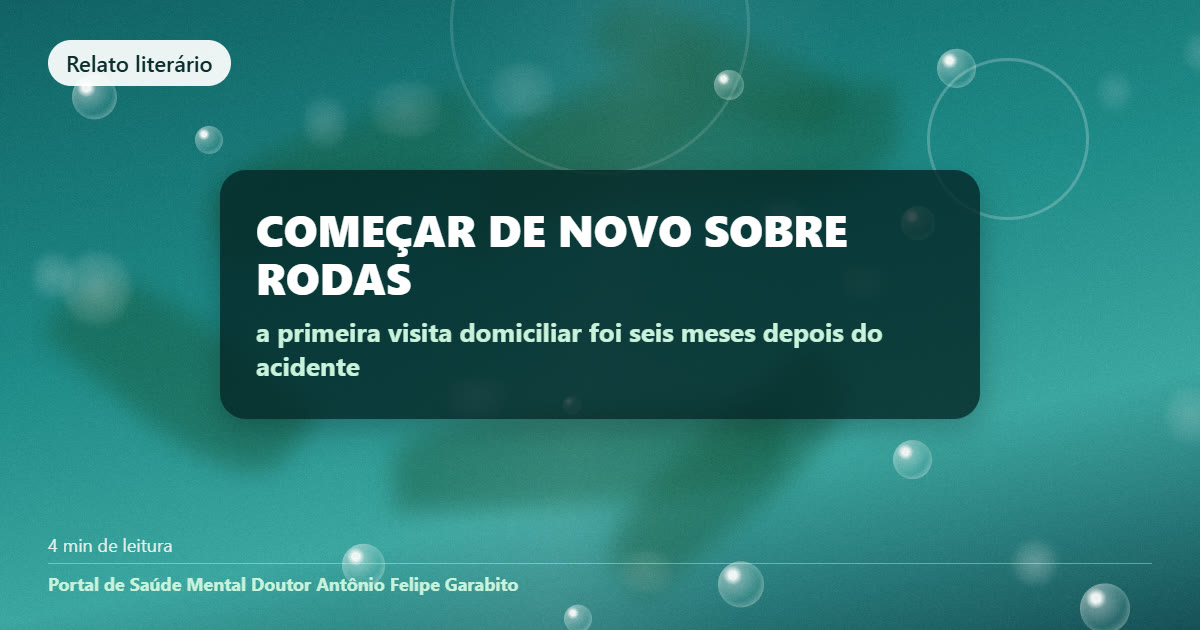 Relato literário
COMEÇAR DE NOVO SOBRE
RODAS
a primeira visita domiciliar foi seis meses depois do
acidente
4 min de leitura
Portal de Saúde Mental Doutor Antônio Felipe Garabito